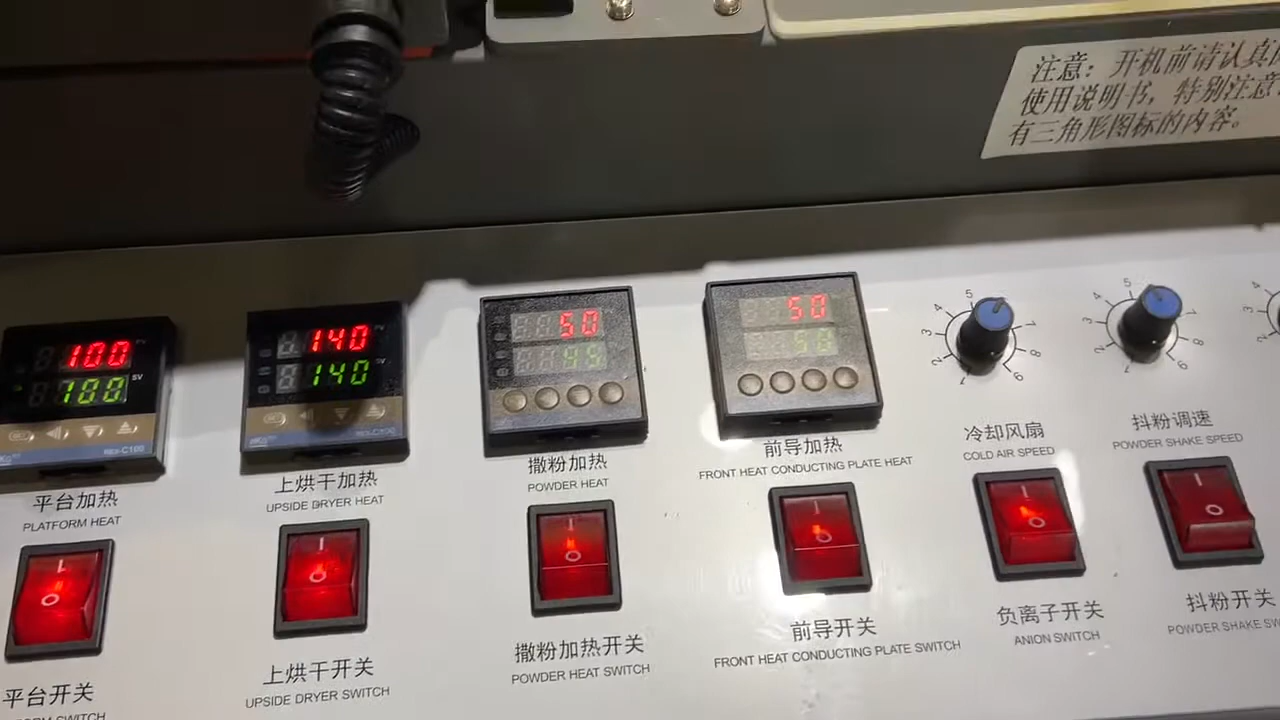 注意：开机前请认真
使用说明书，特别注意
有三角形图标的内容。
100
100
平台加热
PLATFORM HEAT
140
140
上烘干加热
UPSIDE DRYER HEAT
50
撒粉加热
POWDER HEAT
50
50
前导加热
FRONT HEAT CONDUCTING PLATE HEAT
冷却风扇
COLD AIR SPEED
抖粉调速
POWDER SHAKE SPEED
平台开关
SWITCH
上烘干开关
UPSIDE DRYER SWITCH
撒粉加热开关
POWDER HEAT SWITCH
前导开关
FRONT HEAT CONDUCTING PLATE SWITCH
负离子开关
ANION SWITCH
抖粉开关
POWDER SHAKE